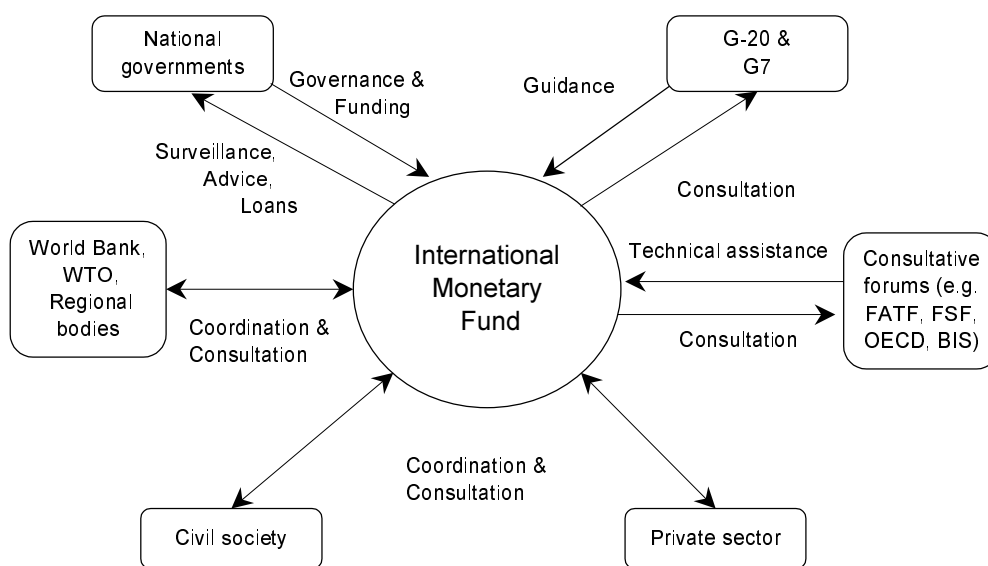 National
governments
G-20 &
G7
Governance &
Funding
Guidance
Surveillance,
Advice,
Loans
Consultation
World Bank,
WTO,
Regional
bodies
International
Monetary
Fund
Technical assistance
Consultative
forums (e.g.
FATF, FSF,
OECD, BIS)
Coordination &
Consultation
Consultation
Coordination &
Consultation
Civil society
Private sector